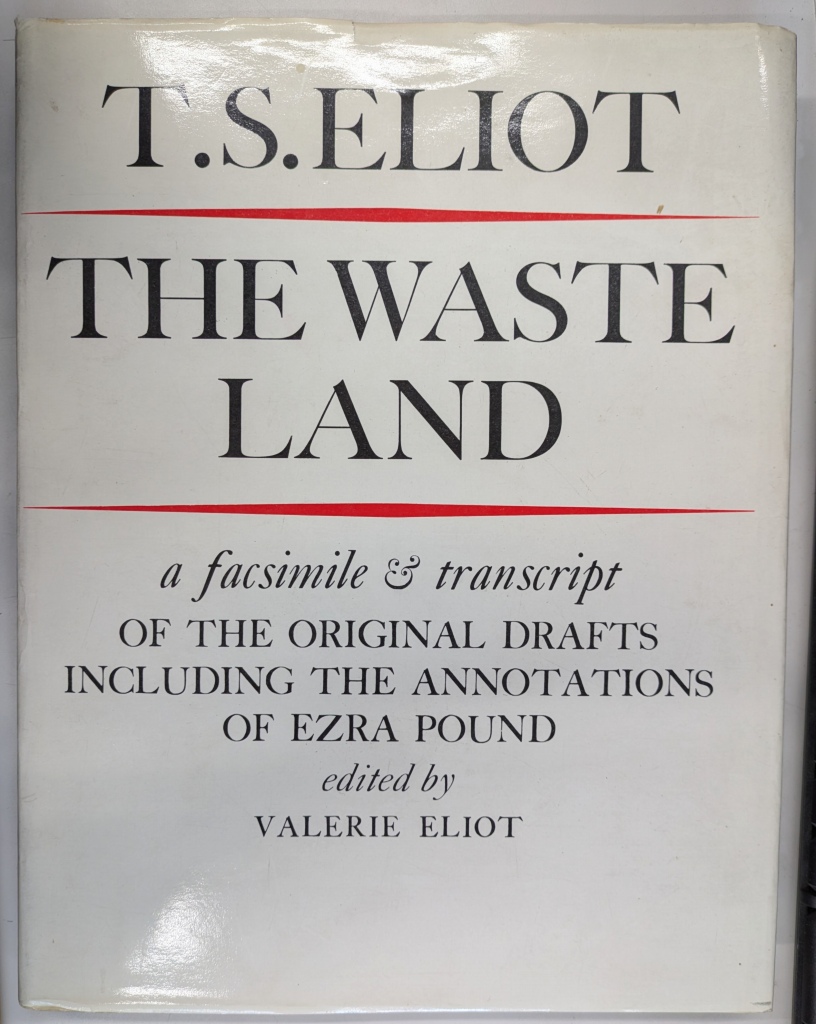 T.S.ELIOT
THE WASTE
LAND
a facsimile & transcript
OF THE ORIGINAL DRAFTS
INCLUDING THE ANNOTATIONS
OF EZRA POUND
edited by
VALERIE ELIOT